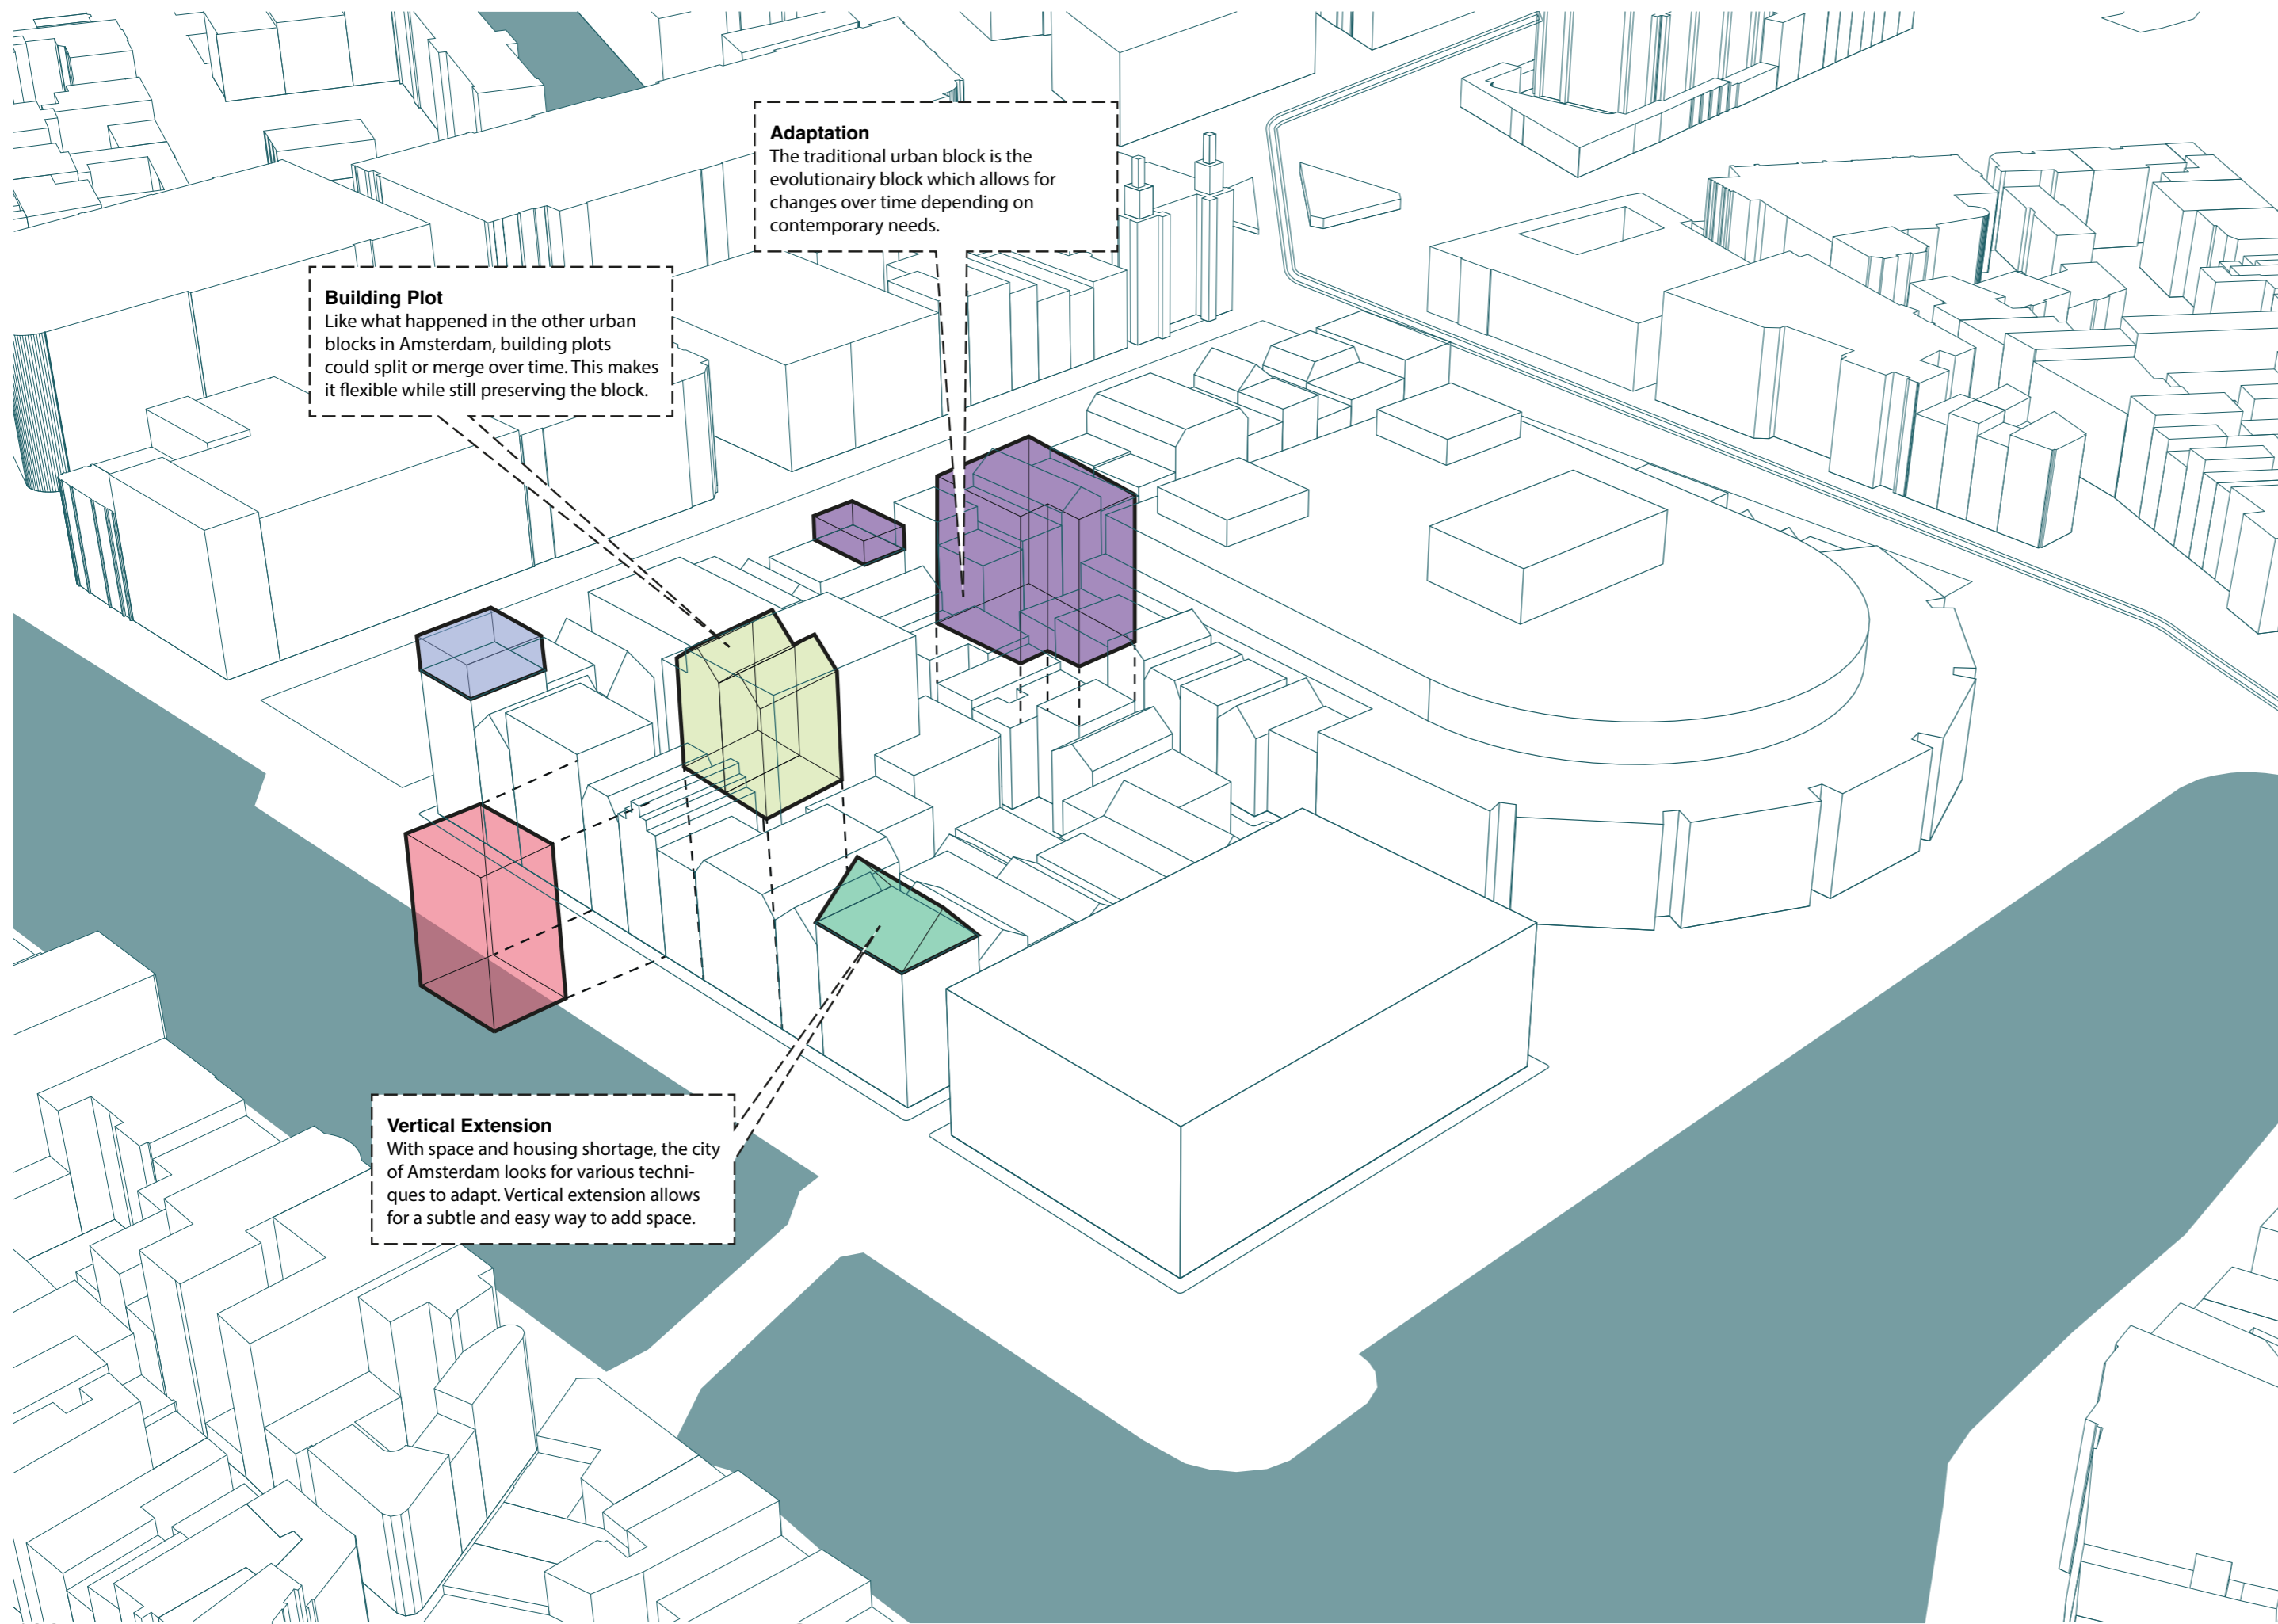 Adaptation
The traditional urban block is the
evolutionairy block which allows for
changes over time depending on
contemporary needs.
Building Plot
Like what happened in the other urban
blocks in Amsterdam, building plots
could split or merge over time. This makes
it flexible while still preserving the block.
Vertical Extension
With space and housing shortage, the city
of Amsterdam looks for various techni-
ques to adapt. Vertical extension allows
for a subtle and easy way to add space.